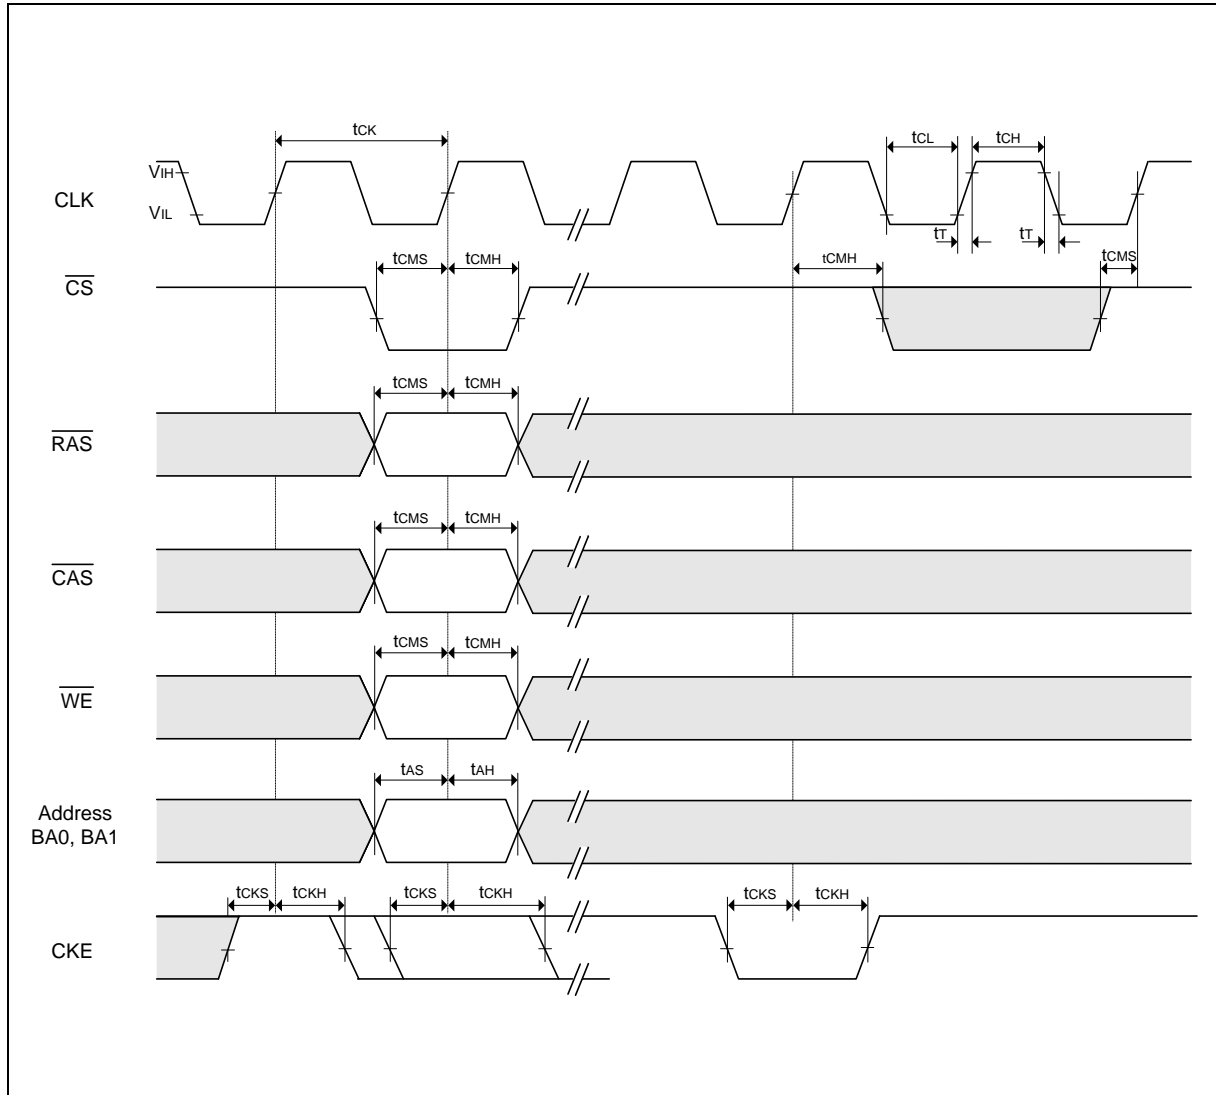 tCK
tCL
tCH
VIH
CLK
VIL
tT
tT
tCMS
tCMH
tCMH
tCMS
CS
tCMS
tCMH
RAS
tCMS
tCMH
CAS
tCMS
tCMH
WE
tAS
tAH
Address
BA0, BA1
tCKS
tCKH
tCKS
tCKH
tCKS
tCKH
CKE